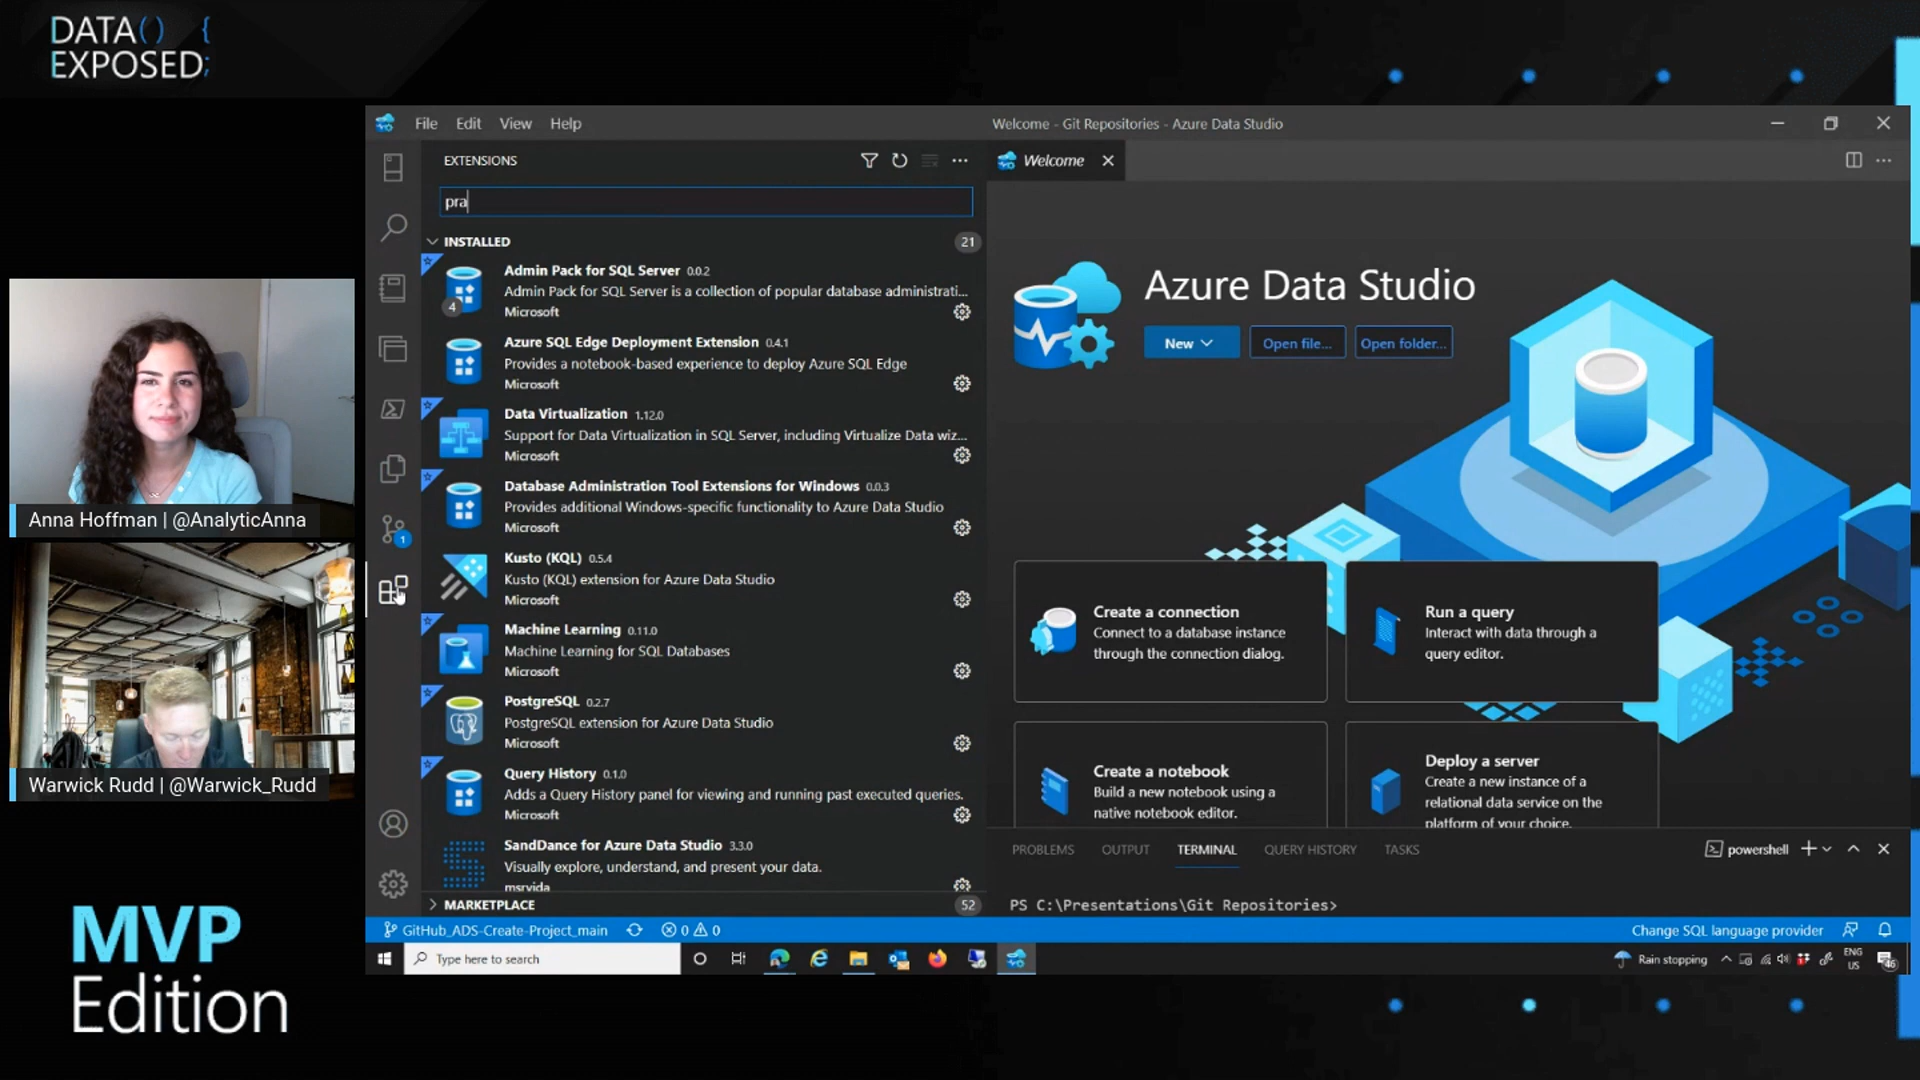 DATA() {
EXPOSED;
File Edit View Help
Welcome - Git Repositories - Azure Data Studio
EXTENSIONS
Welcome
pra
INSTALLED
21
Admin Pack for SQL Server 0.0.2
Admin Pack for SQL Server is a collection of popular database administrati...
4
Microsoft
Azure SQL Edge Deployment Extension 0.4.1
Provides a notebook-based experience to deploy Azure SQL Edge
Microsoft
Data Virtualization 1.12.0
Support for Data Virtualization in SQL Server, including Virtualize Data wiz...
Microsoft
Database Administration Tool Extensions for Windows 0.0.3
Provides additional Windows-specific functionality to Azure Data Studio
Microsoft
Kusto (KQL) 0.5.4
Kusto (KQL) extension for Azure Data Studio
Microsoft
Machine Learning 0.11.0
Machine Learning for SQL Databases
Microsoft
PostgreSQL 0.2.7
PostgreSQL extension for Azure Data Studio
Microsoft
Query History 0.1.0
Adds a Query History panel for viewing and running past executed queries.
Microsoft
SandDance for Azure Data Studio 3.3.0
Visually explore, understand, and present your data.
msrvida
MARKETPLACE
52
1
Azure Data Studio
New
Open file...
Open folder...
Create a connection
Connect to a database instance
through the connection dialog.
Run a query
Interact with data through a
query editor.
Create a notebook
Build a new notebook using a
native notebook editor.
Deploy a server
Create a new instance of a
relational data service on the
platform of your choice.
PROBLEMS OUTPUT TERMINAL QUERY HISTORY TASKS
powershell
PS C:\Presentations\Git Repositories>
GitHub_ADS-Create-Project_main
0 0
Change SQL language provider
Type here to search
Rain stopping
ENG
US
46
Anna Hoffman | @AnalyticAnna
Warwick Rudd | @Warwick_Rudd
MVP
Edition